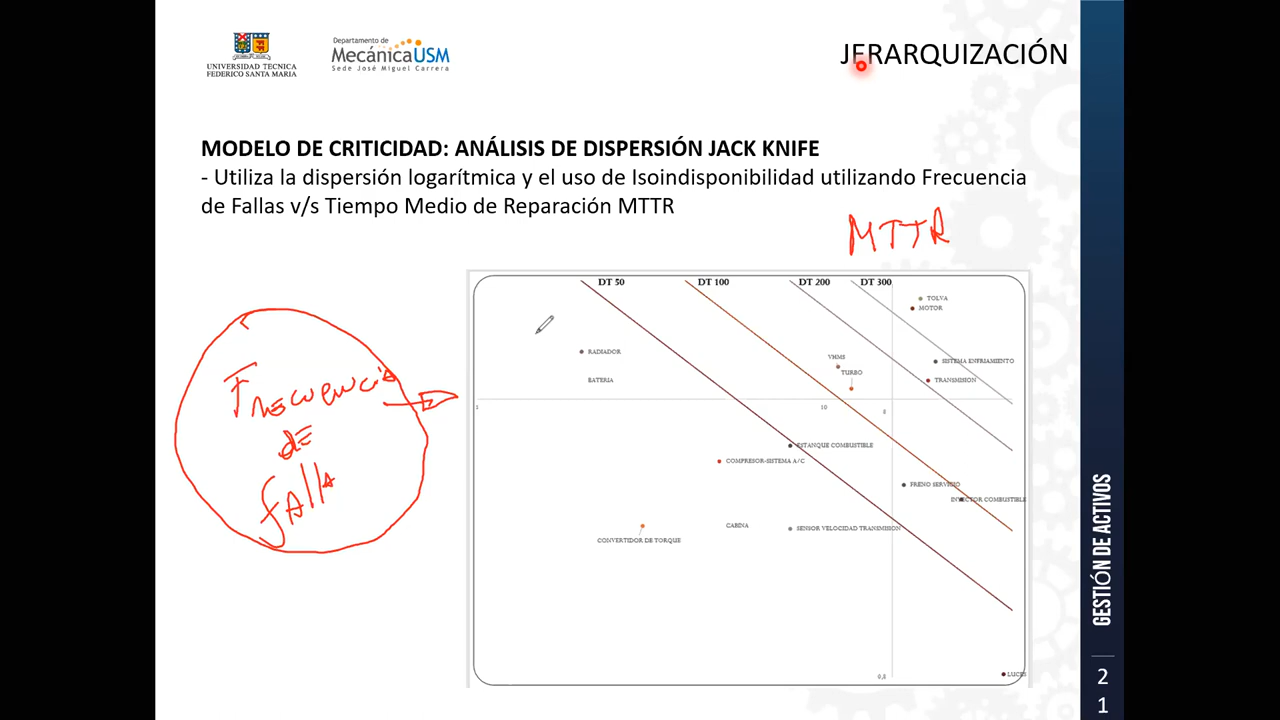 UNIVERSIDAD TECNICA
FEDERICO SANTA MARIA
Departamento de
MecánicaUSM
Sede José Miguel Carrera
JERARQUIZACIÓN
MODELO DE CRITICIDAD: ANÁLISIS DE DISPERSIÓN JACK KNIFE
- Utiliza la dispersión logarítmica y el uso de Isoindisponibilidad utilizando Frecuencia
de Fallas v/s Tiempo Medio de Reparación MTTR
MTTR
Frecuencia
de
falla
DT 50
DT 100
DT 200
DT 300
TOLVA
MOTOR
RADIADOR
VHMS
SISTEMA ENFRIAMIENTO
TURBO
BATERIA
TRANSMISION
1
10
8
ESTANQUE COMBUSTIBLE
COMPRESOR-SISTEMA A/C
FRENO SERVICIO
INYECTOR COMBUSTIBLE
CABINA
SENSOR VELOCIDAD TRANSMISION
CONVERTIDOR DE TORQUE
0,8
LUCES
GESTIÓN DE ACTIVOS
2
1